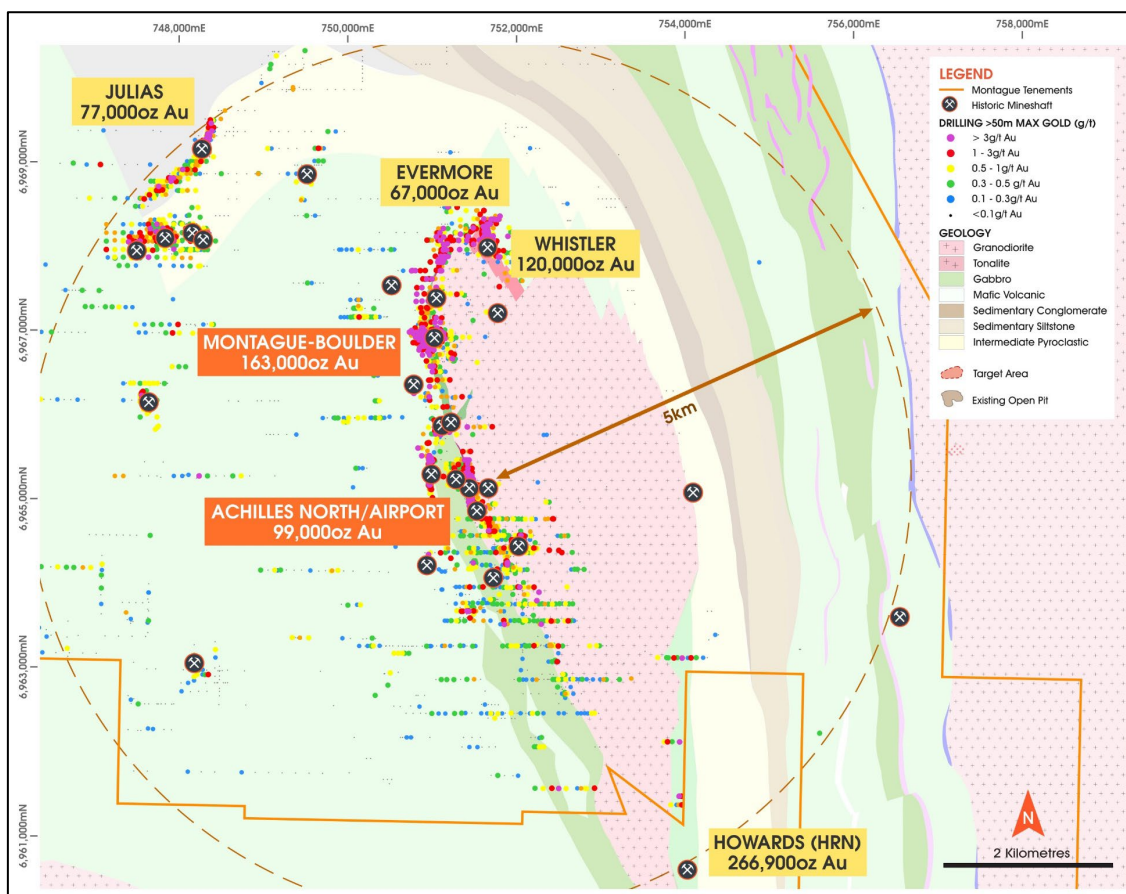 748,000mE
750,000mE
752,000mE
754,000mE
756,000mE
758,000mE
6,969,000mN
6,967,000mN
6,965,000mN
6,963,000mN
6,961,000mN
JULIAS
77,000oz Au
EVERMORE
67,000oz Au
WHISTLER
120,000oz Au
MONTAGUE-BOULDER
163,000oz Au
5km
ACHILLES NORTH/AIRPORT
99,000oz Au
HOWARDS (HRN)
266,900oz Au
LEGEND
Montague Tenements
Historic Mineshaft
DRILLING >50m MAX GOLD (g/t)
> 3g/t Au
1 - 3g/t Au
0.5 - 1g/t Au
0.3 - 0.5 g/t Au
0.1 - 0.3g/t Au
<0.1g/t Au
GEOLOGY
Granodiorite
Tonalite
Gabbro
Mafic Volcanic
Sedimentary Conglomerate
Sedimentary Siltstone
Intermediate Pyroclastic
Target Area
Existing Open Pit
N
2 Kilometres